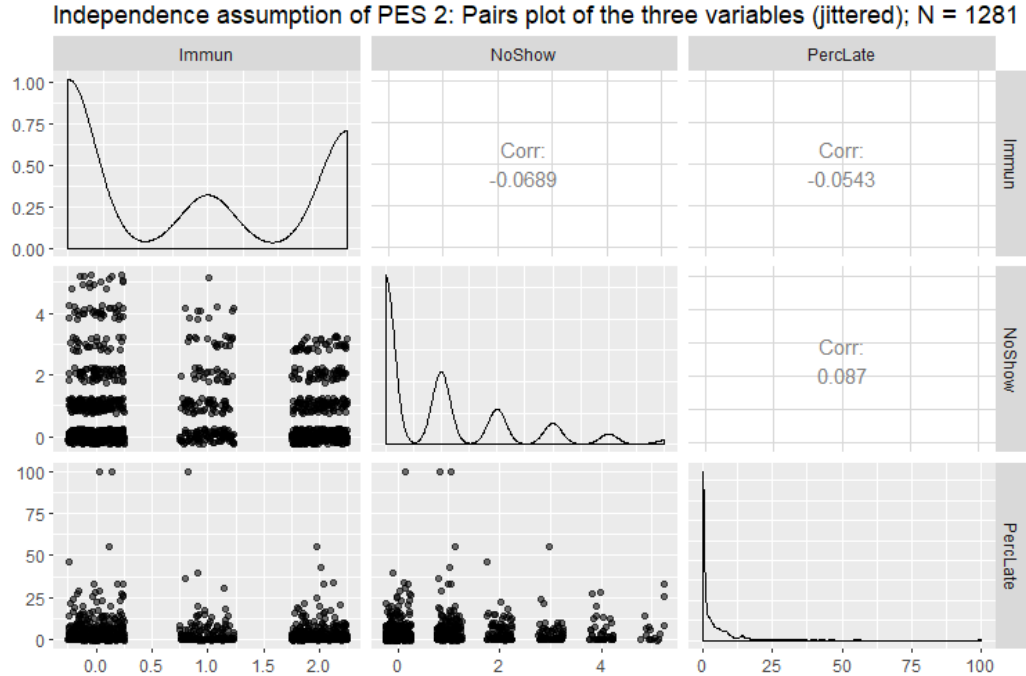 Independence assumption of PES 2: Pairs plot of the three variables (jittered); N = 1281
Immun NoShow PercLate
1.00
0.75
0.50
0.25
0.00
Corr:
-0.0689
Corr:
-0.0543
Immun
4
2
0
Corr:
0.087
NoShow
100
75
50
25
0
PercLate
0.0 0.5 1.0 1.5 2.0
0 2 4
0 25 50 75 100